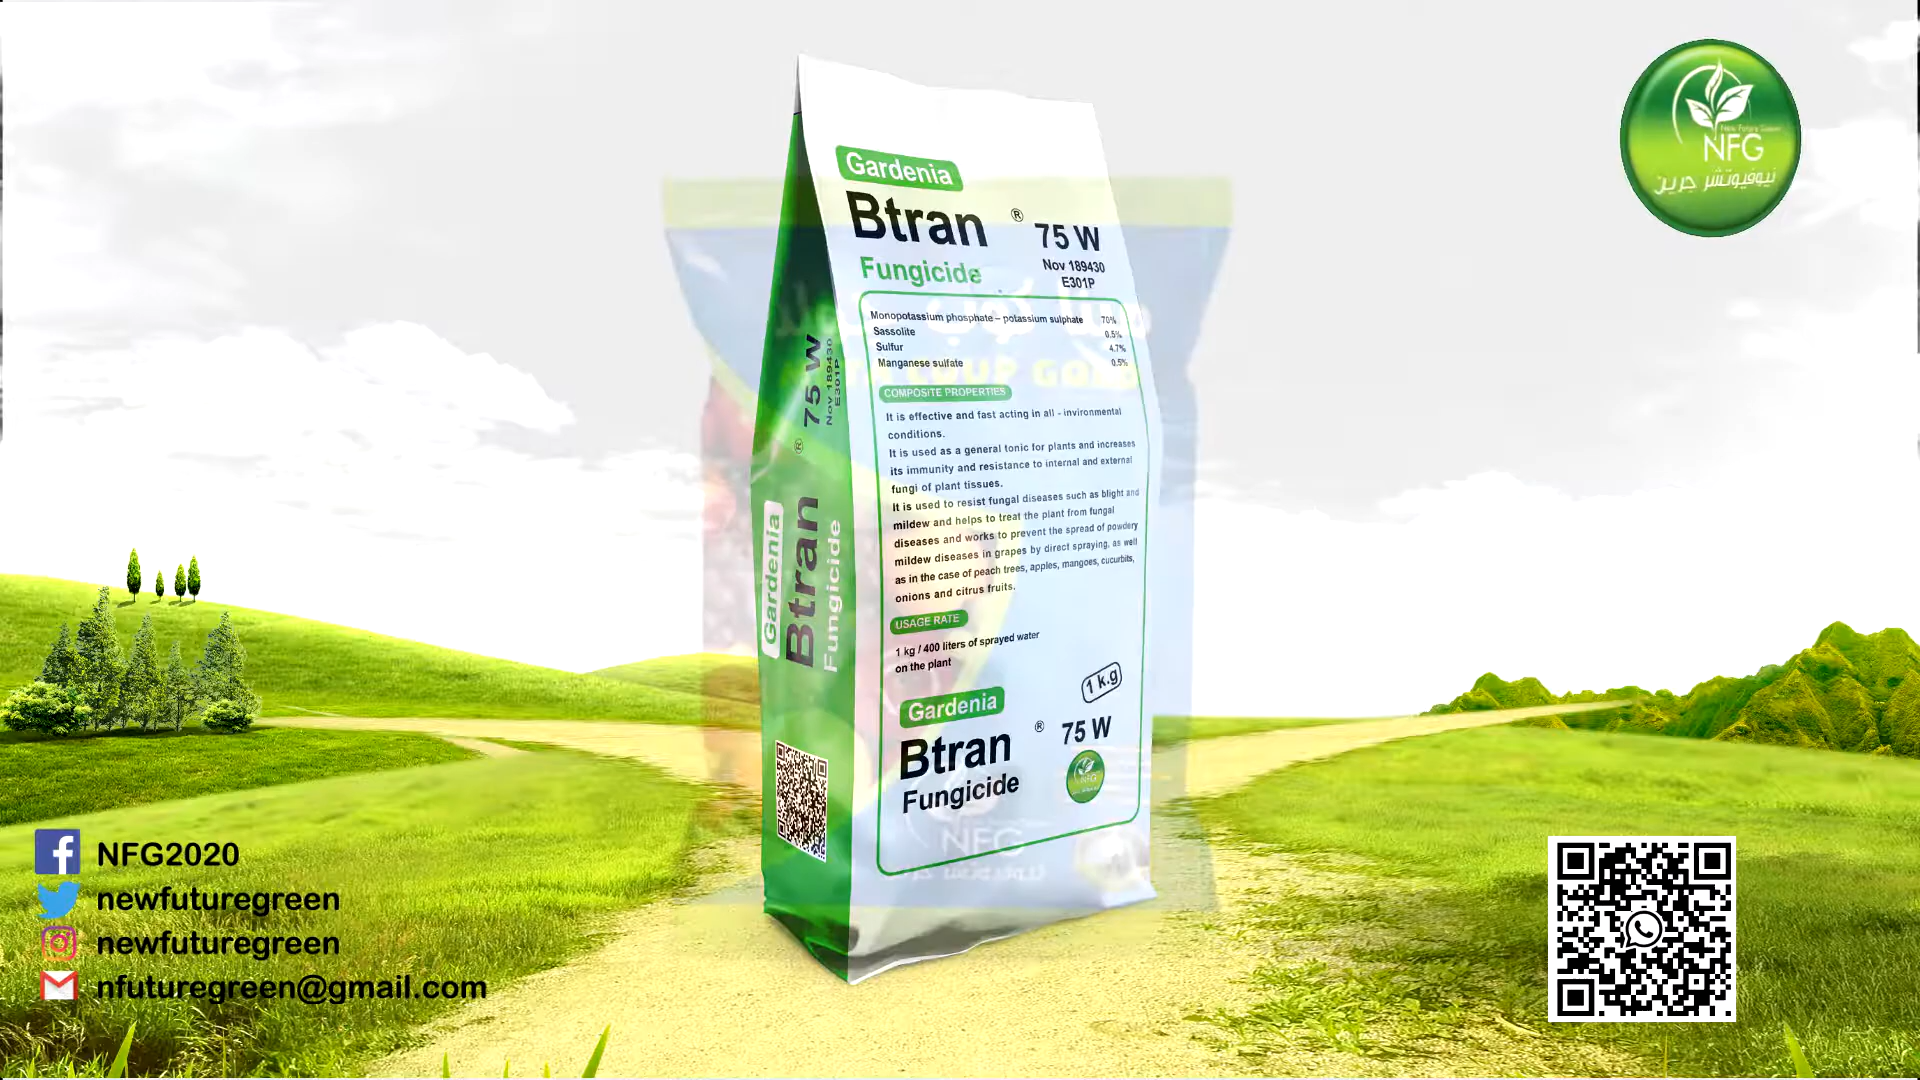 New Future Green
NFG
نيوفيوتشر جرين
Gardenia
Btran ® 75 W
Fungicide
Nov 189430
E301P
Monopotassium phosphate – potassium sulphate 70%
Sassolite 0.5%
Sulfur 4.7%
Manganese sulfate 0.5%
COMPOSITE PROPERTIES
It is effective and fast acting in all - invironmental
conditions.
It is used as a general tonic for plants and increases
its immunity and resistance to internal and external
fungi of plant tissues.
It is used to resist fungal diseases such as blight and
mildew and helps to treat the plant from fungal
diseases and works to prevent the spread of powdery
mildew diseases in grapes by direct spraying, as well
as in the case of peach trees, apples, mangoes, cucurbits,
onions and citrus fruits.
USAGE RATE
1 kg / 400 liters of sprayed water
on the plant
1 k.g
Gardenia
Btran ® 75 W
Fungicide
NFG
Gardenia
Btran ® 75 W
Fungicide
Nov 189430
E301P
GOLD
NFG
NFG2020
newfuturegreen
newfuturegreen
nfuturegreen@gmail.com